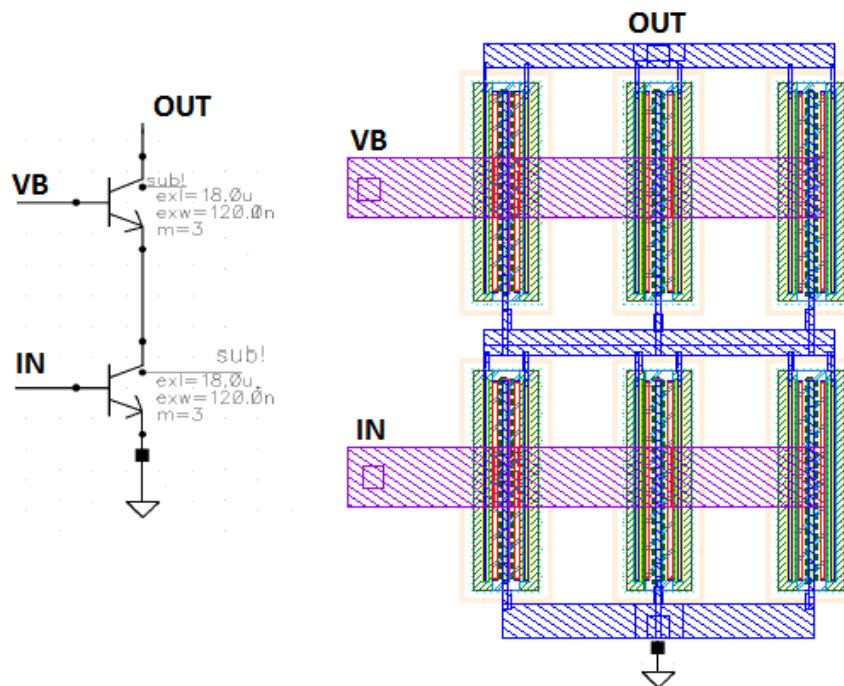 OUT
VB
sub!
exl=18.0u
exw=120.0n
m=3
IN
sub!
exl=18.0u
exw=120.0n
m=3
OUT
VB
IN